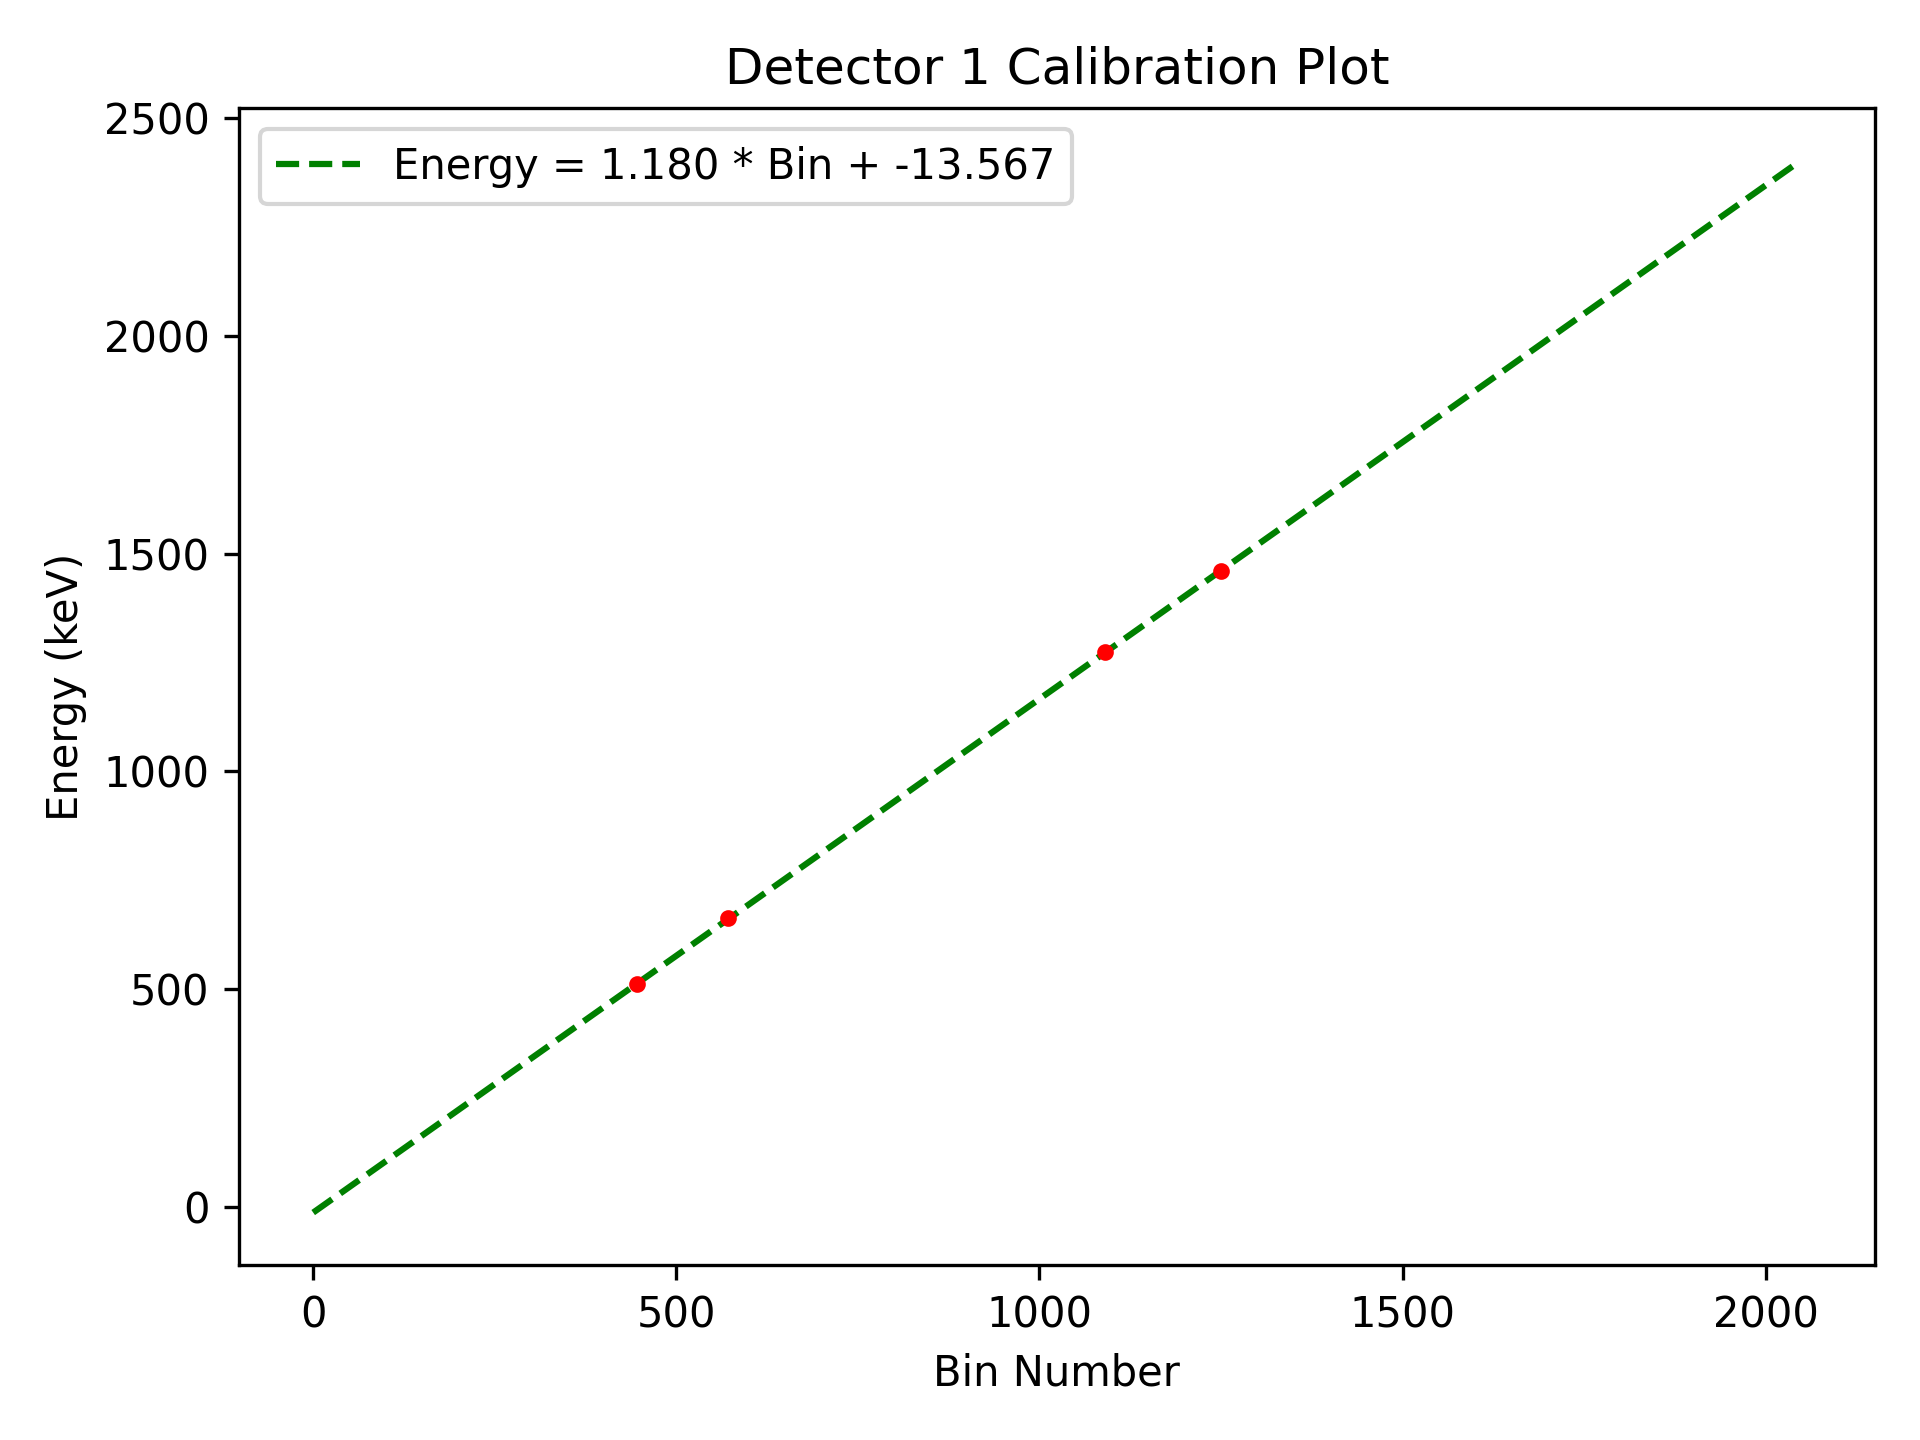 Detector 1 Calibration Plot
Energy = 1.180 * Bin + -13.567
2500
2000
1500
1000
500
0
Energy (keV)
0 500 1000 1500 2000
Bin Number